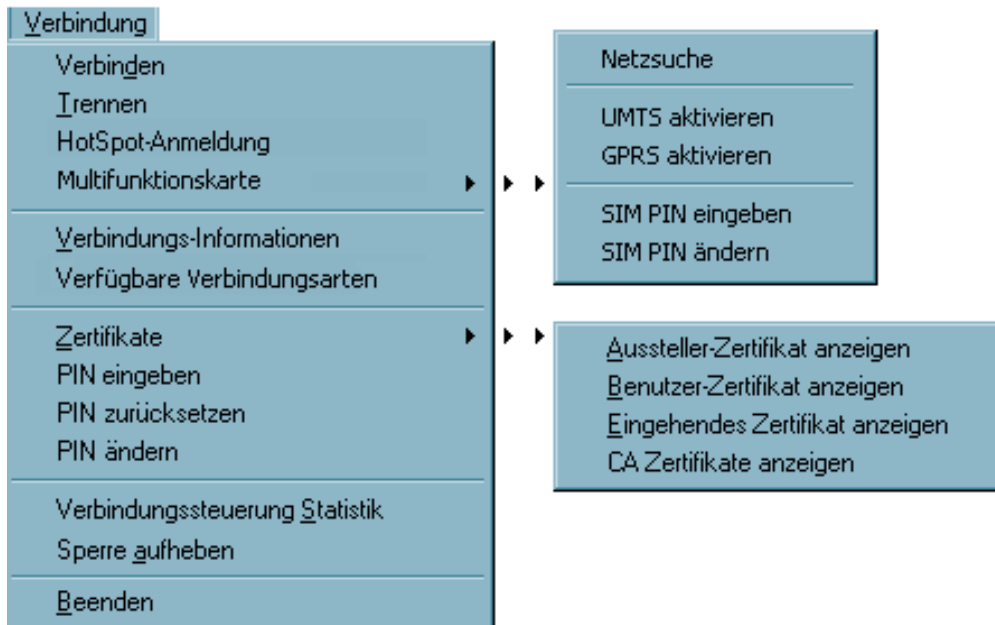 Verbindung
Verbinden
Trennen
HotSpot-Anmeldung
Multifunktionskarte
Verbindungs-Informationen
Verfügbare Verbindungsarten
Zertifikate
PIN eingeben
PIN zurücksetzen
PIN ändern
Verbindungssteuerung Statistik
Sperre aufheben
Beenden
Netzsuche
UMTS aktivieren
GPRS aktivieren
SIM PIN eingeben
SIM PIN ändern
Aussteller-Zertifikat anzeigen
Benutzer-Zertifikat anzeigen
Eingehendes Zertifikat anzeigen
CA Zertifikate anzeigen